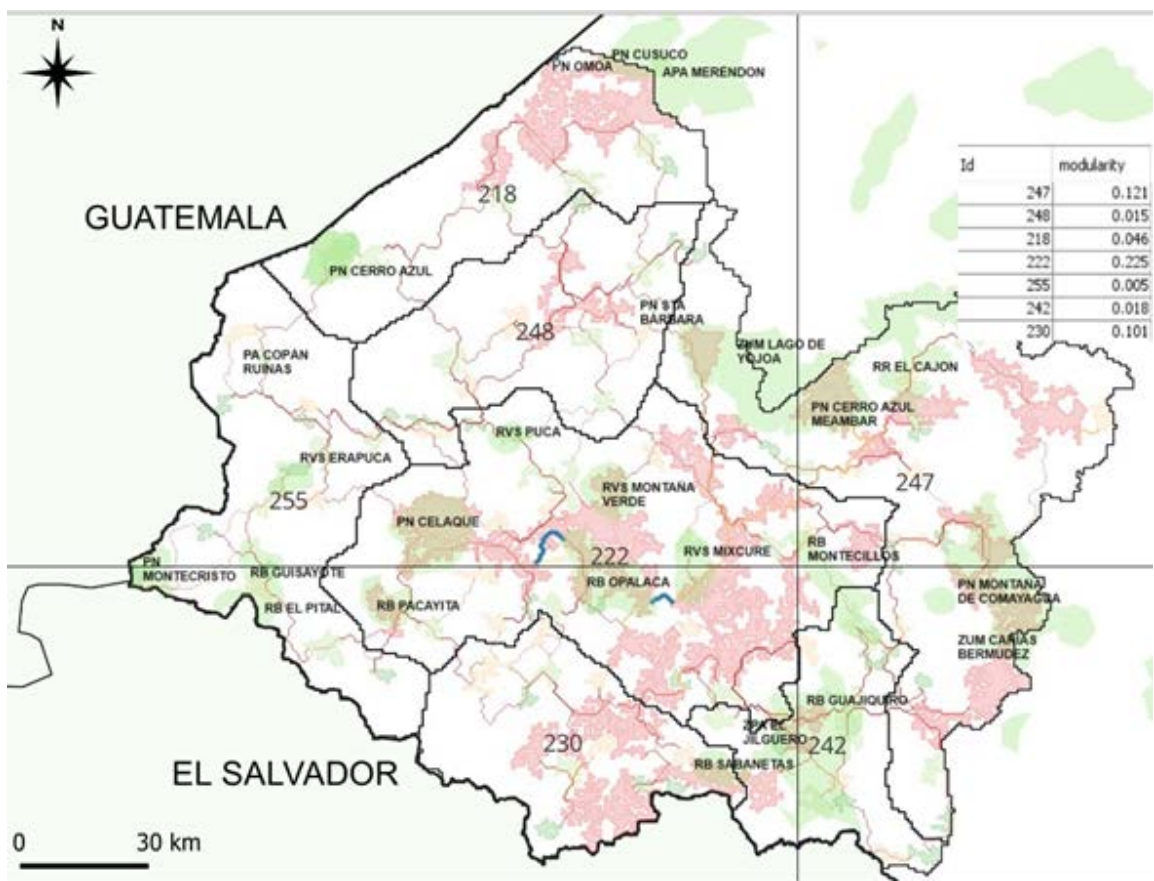 N
PN CUSUCO
PN OMOA
APA MERENDON
Id modularity
247 0.121
248 0.015
218 0.046
222 0.225
255 0.005
242 0.018
230 0.101
218
GUATEMALA
PN CERRO AZUL
PN STA
BARBARA
248
ZUM LAGO DE
YOJOA
PA COPÁN
RUINAS
RR EL CAJON
PN CERRO AZUL
MEAMBAR
RVS PUCA
RVS ERAPUCA
255
247
RVS MONTAÑA
VERDE
PN CELAQUE
222
RVS MIXCURE
RB
MONTECILLOS
PN
MONTECRISTO
RB GUISAYOTE
RB OPALACA
PN MONTAÑA
DE COMAYAGUA
RB EL PITAL
RB PACAYITA
ZUM CARIAS
BERMUDEZ
RB GUAJIQUIRO
ZPA EL
JILGUERO
230
242
RB SABANETAS
EL SALVADOR
0 30 km